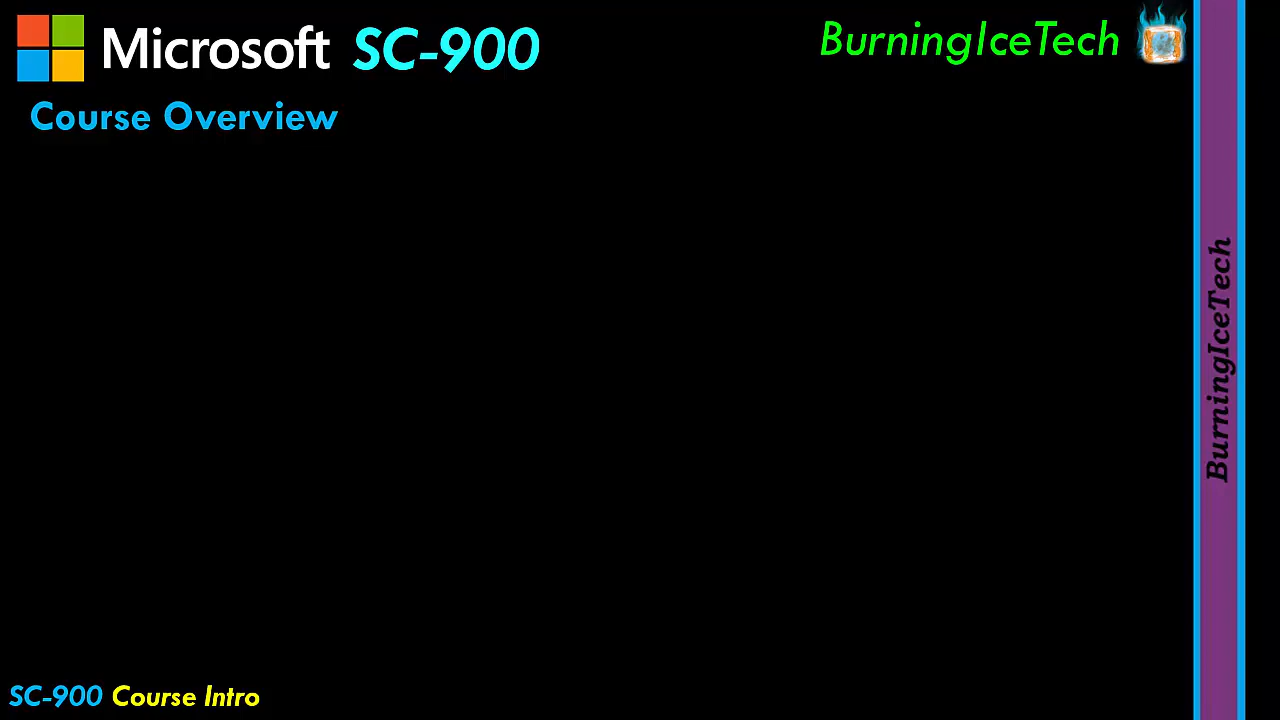 Microsoft SC-900
BurningIceTech
Course Overview
BurningIceTech
SC-900 Course Intro